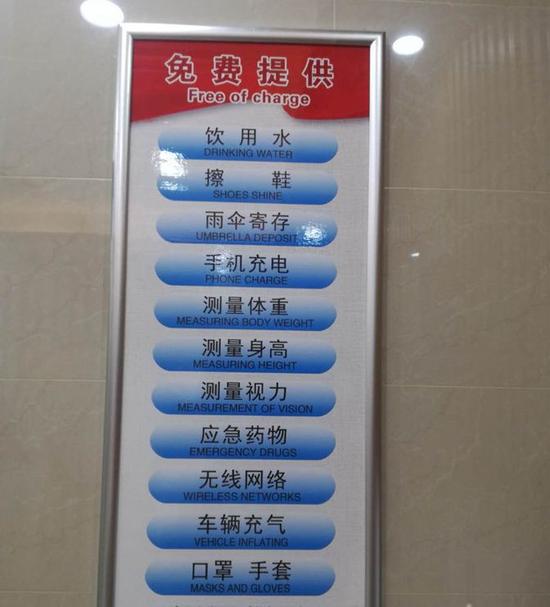 免费提供
Free of charge
饮用水
DRINKING WATER
擦 鞋
SHOES SHINE
雨伞寄存
UMBRELLA DEPOSIT
手机充电
PHONE CHARGE
测量体重
MEASURING BODY WEIGHT
测量身高
MEASURING HEIGHT
测量视力
MEASUREMENT OF VISION
应急药物
EMERGENCY DRUGS
无线网络
WIRELESS NETWORKS
车辆充气
VEHICLE INFLATING
口罩 手套
MASKS AND GLOVES